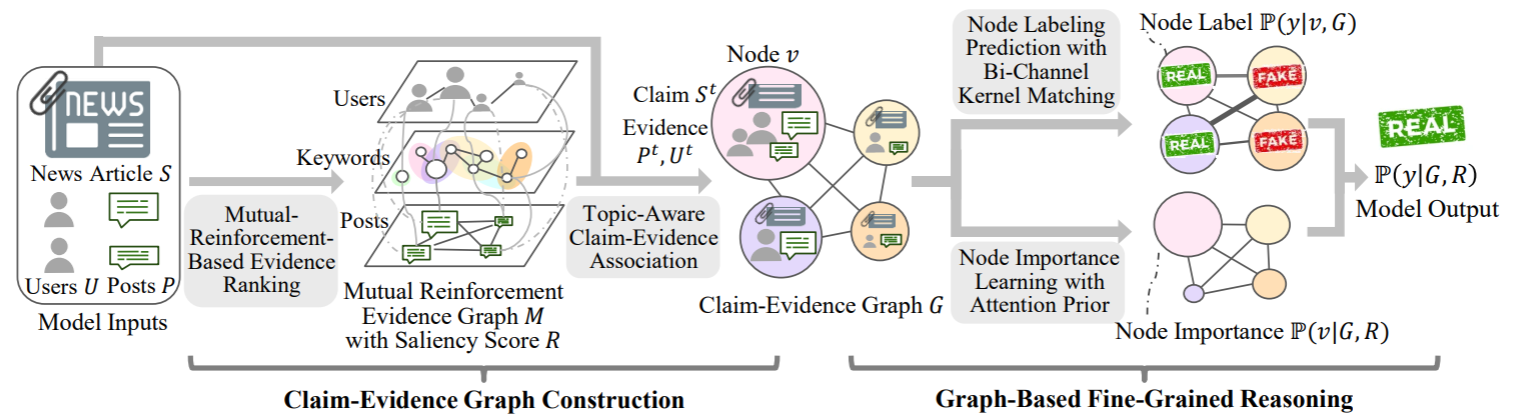 NEWS
News Article S
Users U Posts P
Model Inputs
Mutual-
Reinforcement-
Based Evidence
Ranking
Users
Keywords
Posts
Mutual Reinforcement
Evidence Graph M
with Saliency Score R
Topic-Aware
Claim-Evidence
Association
Node v
Claim Sᵗ
Evidence
Pᵗ, Uᵗ
Claim-Evidence Graph G
Node Labeling
Prediction with
Bi-Channel
Kernel Matching
Node Importance
Learning with
Attention Prior
Node Label ℙ(y|v, G)
REAL
FAKE
REAL
FAKE
Node Importance ℙ(v|G, R)
REAL
ℙ(y|G, R)
Model Output
Claim-Evidence Graph Construction
Graph-Based Fine-Grained Reasoning